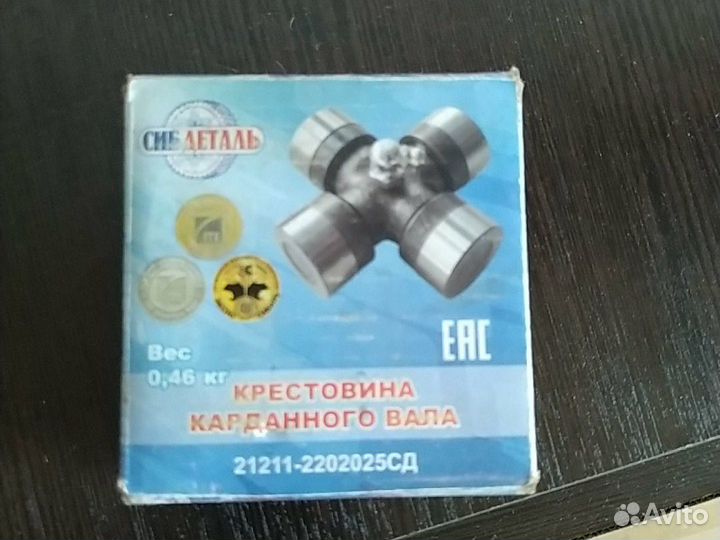 СИБДЕТАЛЬ
Вес
0,46 кг
ЕАС
КРЕСТОВИНА
КАРДАННОГО ВАЛА
21211-2202025СД
Avito